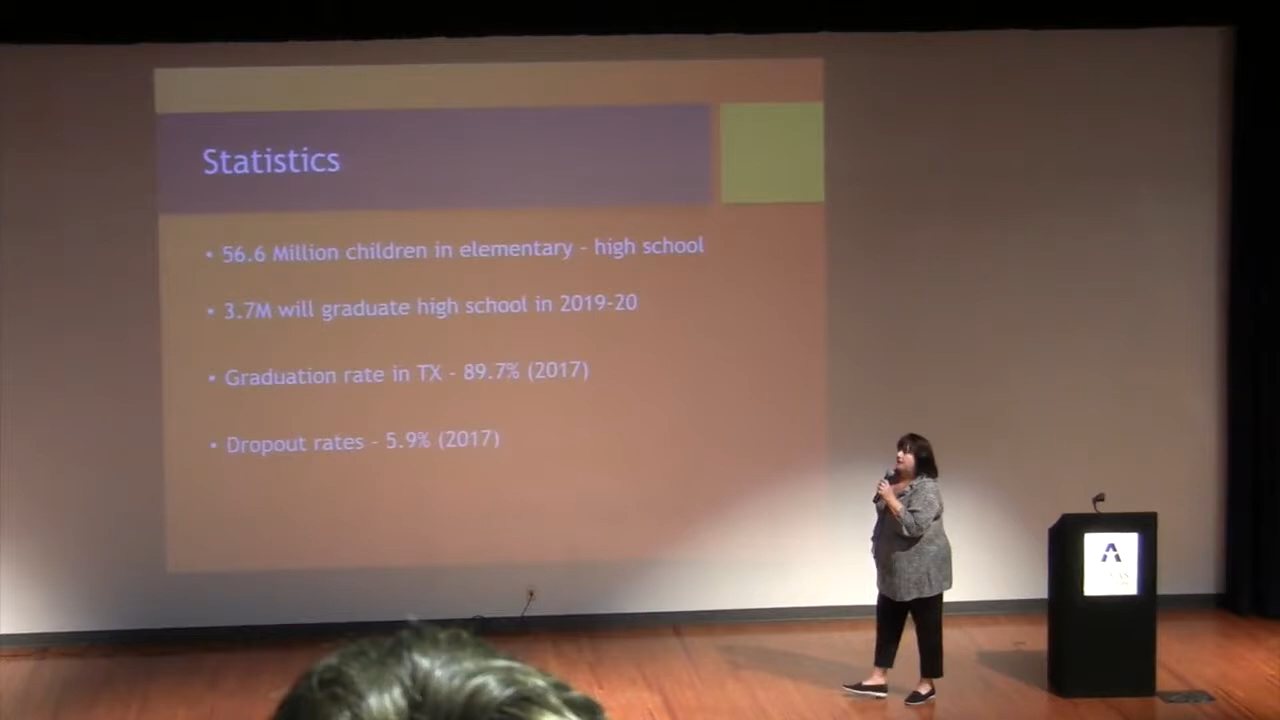 Statistics
• 56.6 Million children in elementary – high school
• 3.7M will graduate high school in 2019-20
• Graduation rate in TX – 89.7% (2017)
• Dropout rates – 5.9% (2017)